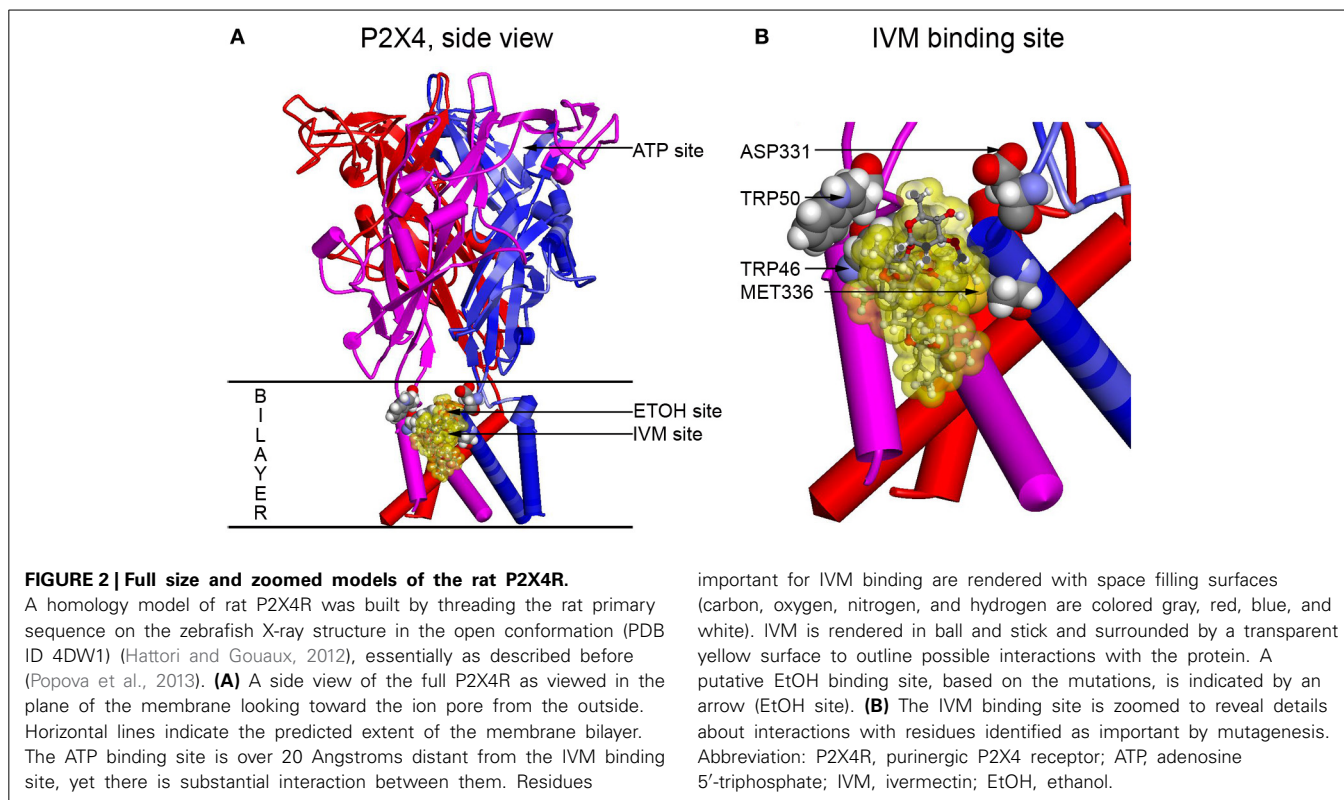 A
P2X4, side view
ATP site
BILAYER
ETOH site
IVM site
B
IVM binding site
ASP331
TRP50
TRP46
MET336
FIGURE 2 | Full size and zoomed models of the rat P2X4R.
A homology model of rat P2X4R was built by threading the rat primary
sequence on the zebrafish X-ray structure in the open conformation (PDB
ID 4DW1) (Hattori and Gouaux, 2012), essentially as described before
(Popova et al., 2013). (A) A side view of the full P2X4R as viewed in the
plane of the membrane looking toward the ion pore from the outside.
Horizontal lines indicate the predicted extent of the membrane bilayer.
The ATP binding site is over 20 Angstroms distant from the IVM binding
site, yet there is substantial interaction between them. Residues
important for IVM binding are rendered with space filling surfaces
(carbon, oxygen, nitrogen, and hydrogen are colored gray, red, blue, and
white). IVM is rendered in ball and stick and surrounded by a transparent
yellow surface to outline possible interactions with the protein. A
putative EtOH binding site, based on the mutations, is indicated by an
arrow (EtOH site). (B) The IVM binding site is zoomed to reveal details
about interactions with residues identified as important by mutagenesis.
Abbreviation: P2X4R, purinergic P2X4 receptor; ATP, adenosine
5′-triphosphate; IVM, ivermectin; EtOH, ethanol.